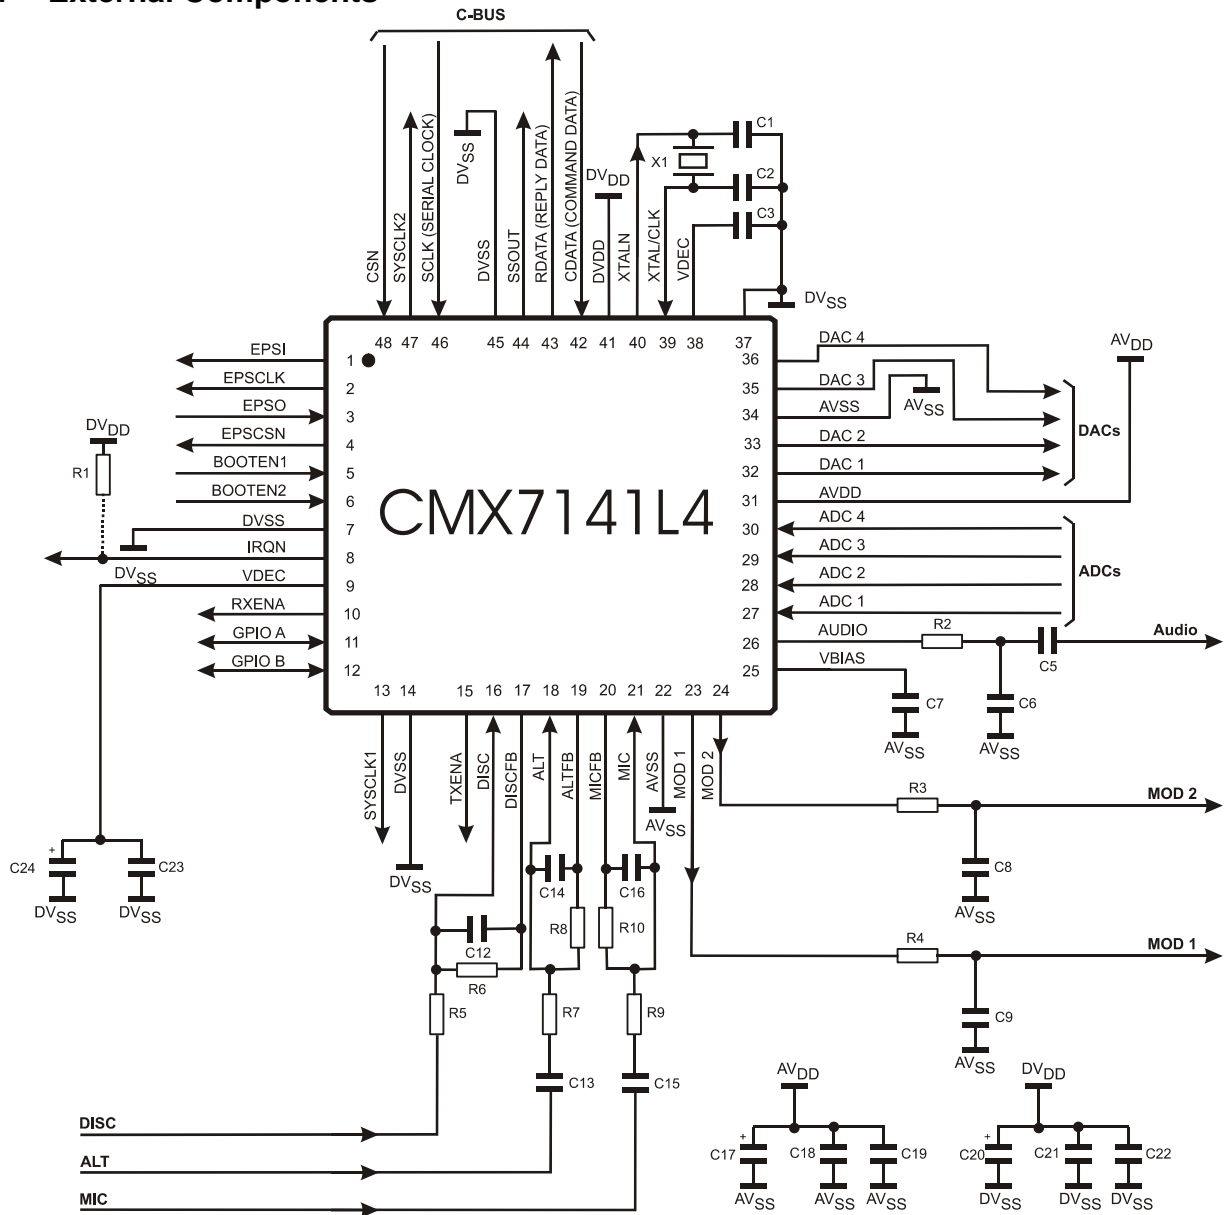 External Components
C-BUS
CSN
SYSCLK2
SCLK (SERIAL CLOCK)
DVSS
DVSS
SSOUT
RDATA (REPLY DATA)
CDATA (COMMAND DATA)
DVDD
DVDD
XTALN
XTAL/CLK
VDEC
X1
C1
C2
C3
DVSS
48 47 46 45 44 43 42 41 40 39 38 37
EPSI 1
EPSCLK 2
EPSO 3
EPSCSN 4
BOOTEN1 5
BOOTEN2 6
DVSS 7
IRQN 8
VDEC 9
RXENA 10
GPIO A 11
GPIO B 12
DVDD
R1
DVSS
CMX7141L4
36 DAC 4
35 DAC 3
34 AVSS
33 DAC 2
32 DAC 1
31 AVDD
30 ADC 4
29 ADC 3
28 ADC 2
27 ADC 1
26 AUDIO
25 VBIAS
AVSS
AVDD
DACs
ADCs
R2
C5
Audio
C7
C6
AVSS
AVSS
13 14 15 16 17 18 19 20 21 22 23 24
SYSCLK1
DVSS
TXENA
DISC
DISCFB
ALT
ALTFB
MICFB
MIC
AVSS
MOD 1
MOD 2
AVSS
R3
MOD 2
C8
AVSS
R4
MOD 1
C9
AVSS
+
C24
C23
DVSS
DVSS
DVSS
C14
C16
R8
R10
C12
R6
R5
R7
R9
C13
C15
DISC
ALT
MIC
AVDD
+
C17
C18
C19
AVSS
AVSS
AVSS
DVDD
+
C20
C21
C22
DVSS
DVSS
DVSS